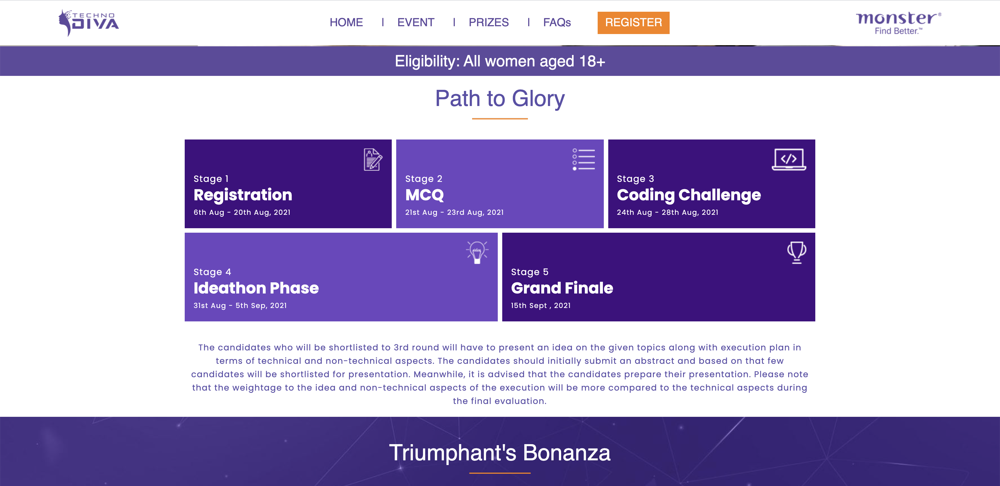 TECHNO
DIVA
HOME | EVENT | PRIZES | FAQs REGISTER
monster®
Find Better.™
Eligibility: All women aged 18+
Path to Glory
Stage 1
Registration
6th Aug - 20th Aug, 2021
Stage 2
MCQ
21st Aug - 23rd Aug, 2021
</>
Stage 3
Coding Challenge
24th Aug - 28th Aug, 2021
idea
Stage 4
Ideathon Phase
31st Aug - 5th Sep, 2021
Stage 5
Grand Finale
15th Sept , 2021
The candidates who will be shortlisted to 3rd round will have to present an idea on the given topics along with execution plan in
terms of technical and non-technical aspects. The candidates should initially submit an abstract and based on that few
candidates will be shortlisted for presentation. Meanwhile, it is advised that the candidates prepare their presentation. Please note
that the weightage to the idea and non-technical aspects of the execution will be more compared to the technical aspects during
the final evaluation.
Triumphant's Bonanza